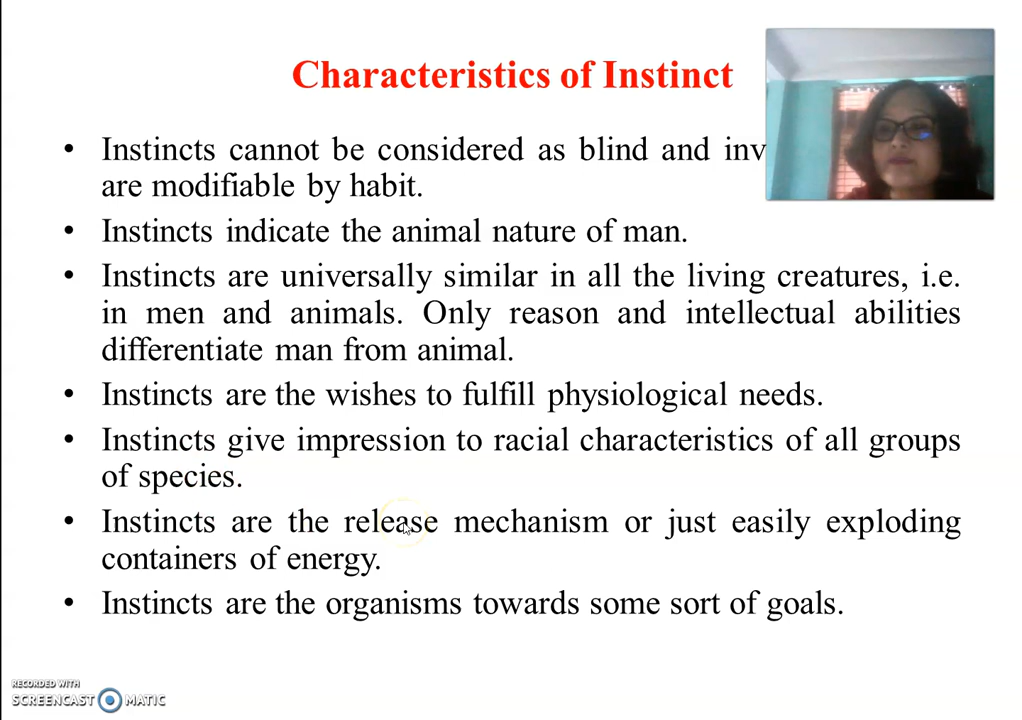 Characteristics of Instinct
• Instincts cannot be considered as blind and
are modifiable by habit.
• Instincts indicate the animal nature of man.
• Instincts are universally similar in all the living creatures, i.e.
in men and animals. Only reason and intellectual abilities
differentiate man from animal.
• Instincts are the wishes to fulfill physiological needs.
• Instincts give impression to racial characteristics of all groups
of species.
• Instincts are the release mechanism or just easily exploding
containers of energy.
• Instincts are the organisms towards some sort of goals.
RECORDED WITH
SCREENCAST MATIC